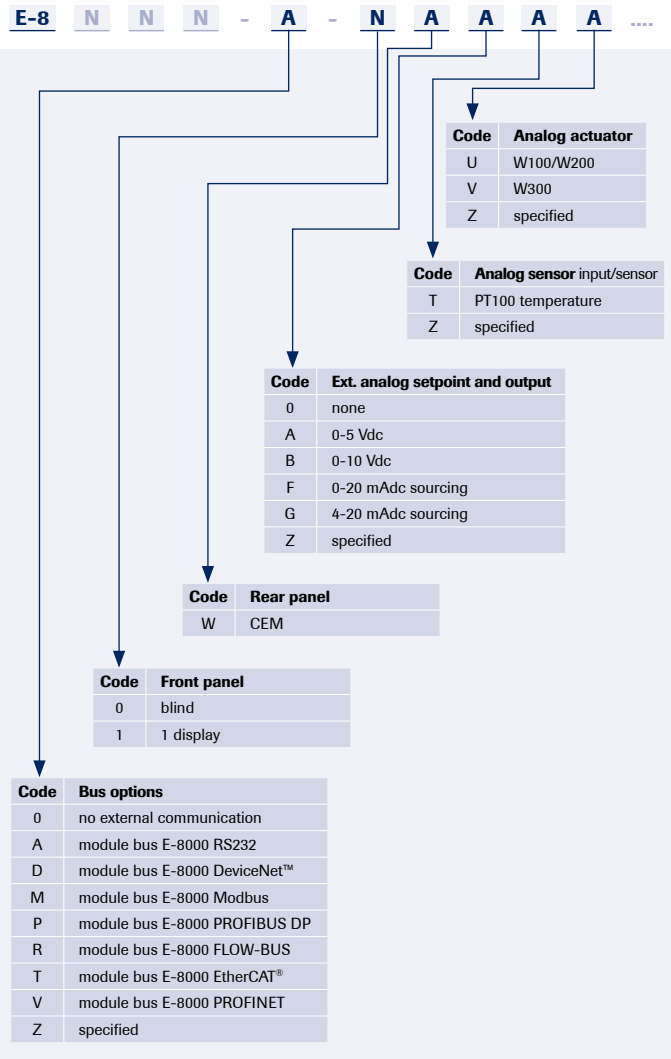 E-8 N N N - A - N A A A A ....
Code Analog actuator
U W100/W200
V W300
Z specified
Code Analog sensor input/sensor
T PT100 temperature
Z specified
Code Ext. analog setpoint and output
0 none
A 0-5 Vdc
B 0-10 Vdc
F 0-20 mAdc sourcing
G 4-20 mAdc sourcing
Z specified
Code Rear panel
W CEM
Code Front panel
0 blind
1 1 display
Code Bus options
0 no external communication
A module bus E-8000 RS232
D module bus E-8000 DeviceNet™
M module bus E-8000 Modbus
P module bus E-8000 PROFIBUS DP
R module bus E-8000 FLOW-BUS
T module bus E-8000 EtherCAT®
V module bus E-8000 PROFINET
Z specified